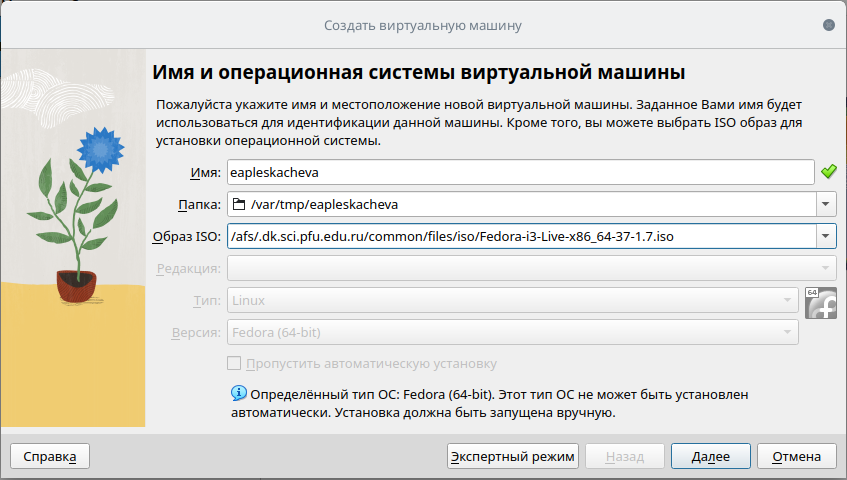 Создать виртуальную машину
Имя и операционная системы виртуальной машины
Пожалуйста укажите имя и местоположение новой виртуальной машины. Заданное Вами имя будет
использоваться для идентификации данной машины. Кроме того, вы можете выбрать ISO образ для
установки операционной системы.
Имя: eapleskacheva
Папка: /var/tmp/eapleskacheva
Образ ISO: /afs/.dk.sci.pfu.edu.ru/common/files/iso/Fedora-i3-Live-x86_64-37-1.7.iso
Редакция:
Тип: Linux
64
Версия: Fedora (64-bit)
Пропустить автоматическую установку
Определённый тип ОС: Fedora (64-bit). Этот тип ОС не может быть установлен
автоматически. Установка должна быть запущена вручную.
Справка Экспертный режим Назад Далее Отмена